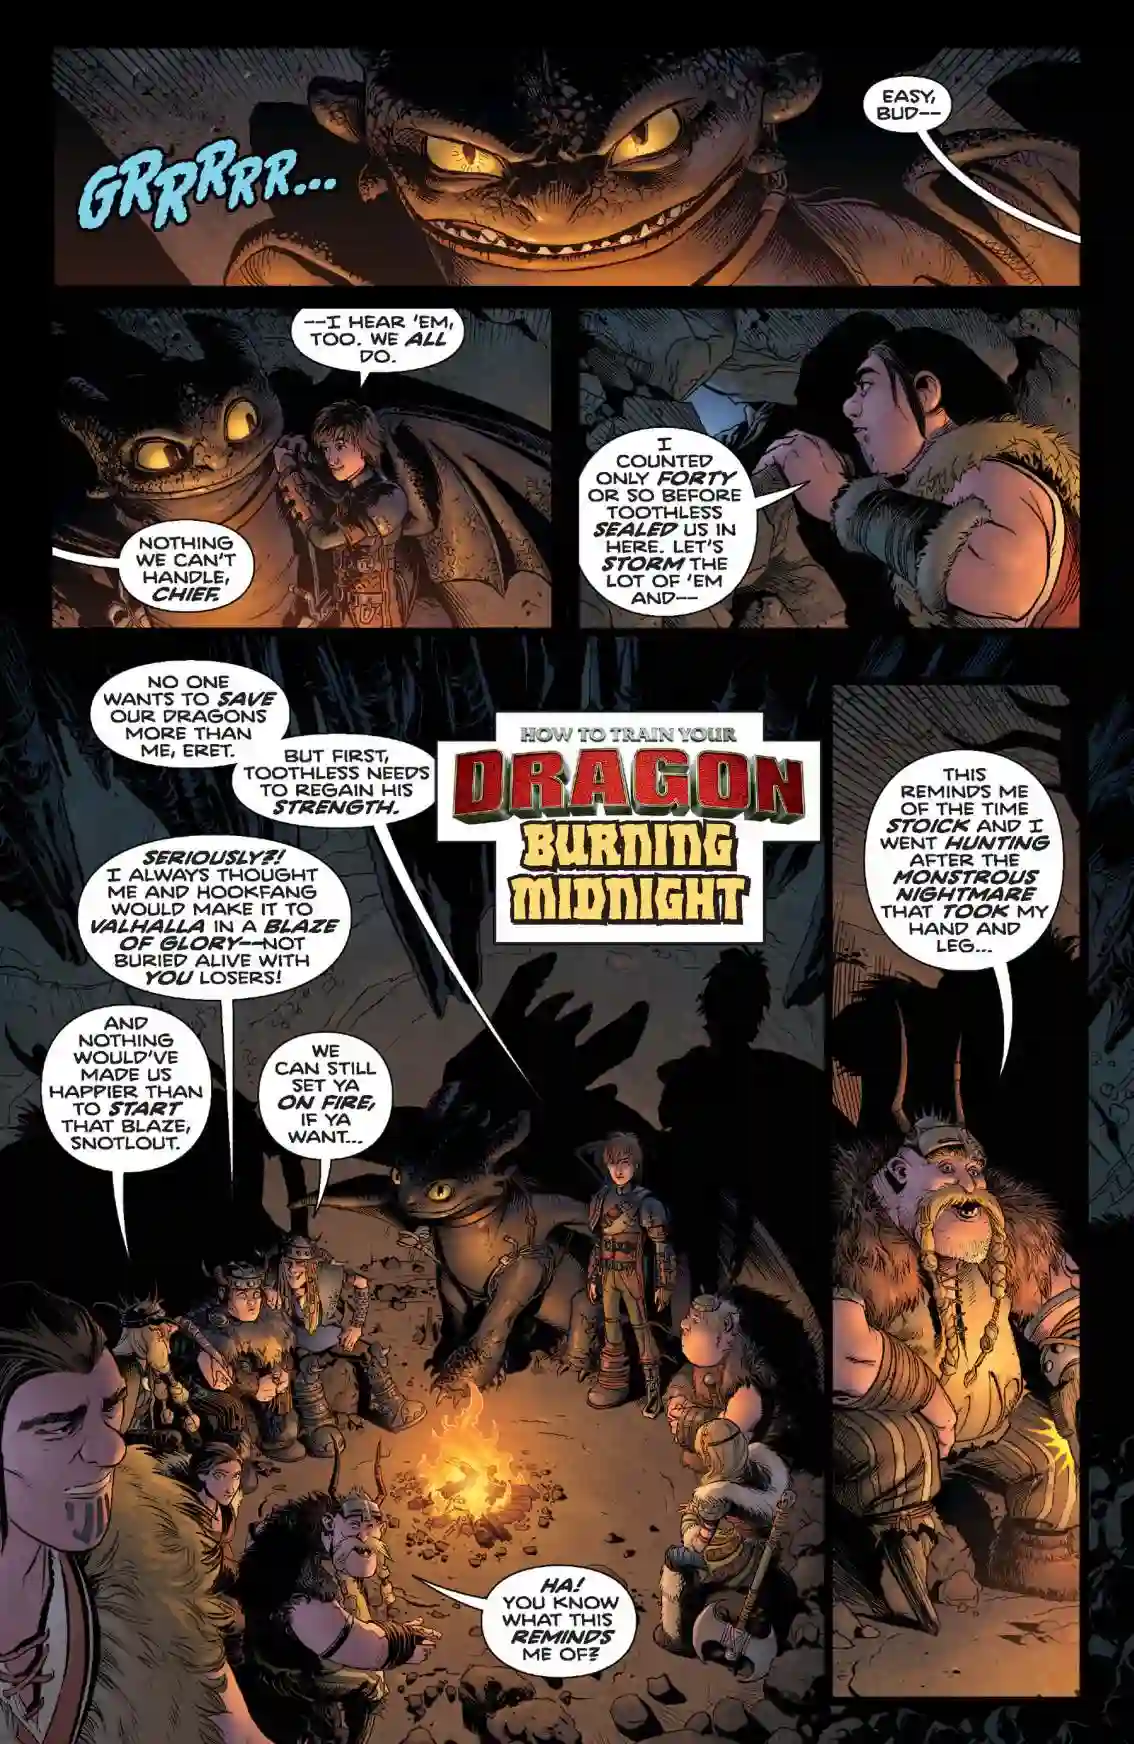 GRRRRRR...
EASY,
BUD--
--I HEAR 'EM,
TOO. WE ALL
DO.
NOTHING
WE CAN'T
HANDLE,
CHIEF.
I
COUNTED
ONLY FORTY
OR SO BEFORE
TOOTHLESS
SEALED US IN
HERE. LET'S
STORM THE
LOT OF 'EM
AND--
NO ONE
WANTS TO SAVE
OUR DRAGONS
MORE THAN
ME, ERET.
BUT FIRST,
TOOTHLESS NEEDS
TO REGAIN HIS
STRENGTH.
HOW TO TRAIN YOUR
DRAGON
BURNING
MIDNIGHT
SERIOUSLY?!
I ALWAYS THOUGHT
ME AND HOOKFANG
WOULD MAKE IT TO
VALHALLA IN A BLAZE
OF GLORY--NOT
BURIED ALIVE WITH
YOU LOSERS!
AND
NOTHING
WOULD'VE
MADE US
HAPPIER THAN
TO START
THAT BLAZE,
SNOTLOUT.
WE
CAN STILL
SET YA
ON FIRE,
IF YA
WANT...
HA!
YOU KNOW
WHAT THIS
REMINDS
ME OF?
THIS
REMINDS ME
OF THE TIME
STOICK AND I
WENT HUNTING
AFTER THE
MONSTROUS
NIGHTMARE
THAT TOOK MY
HAND AND
LEG...